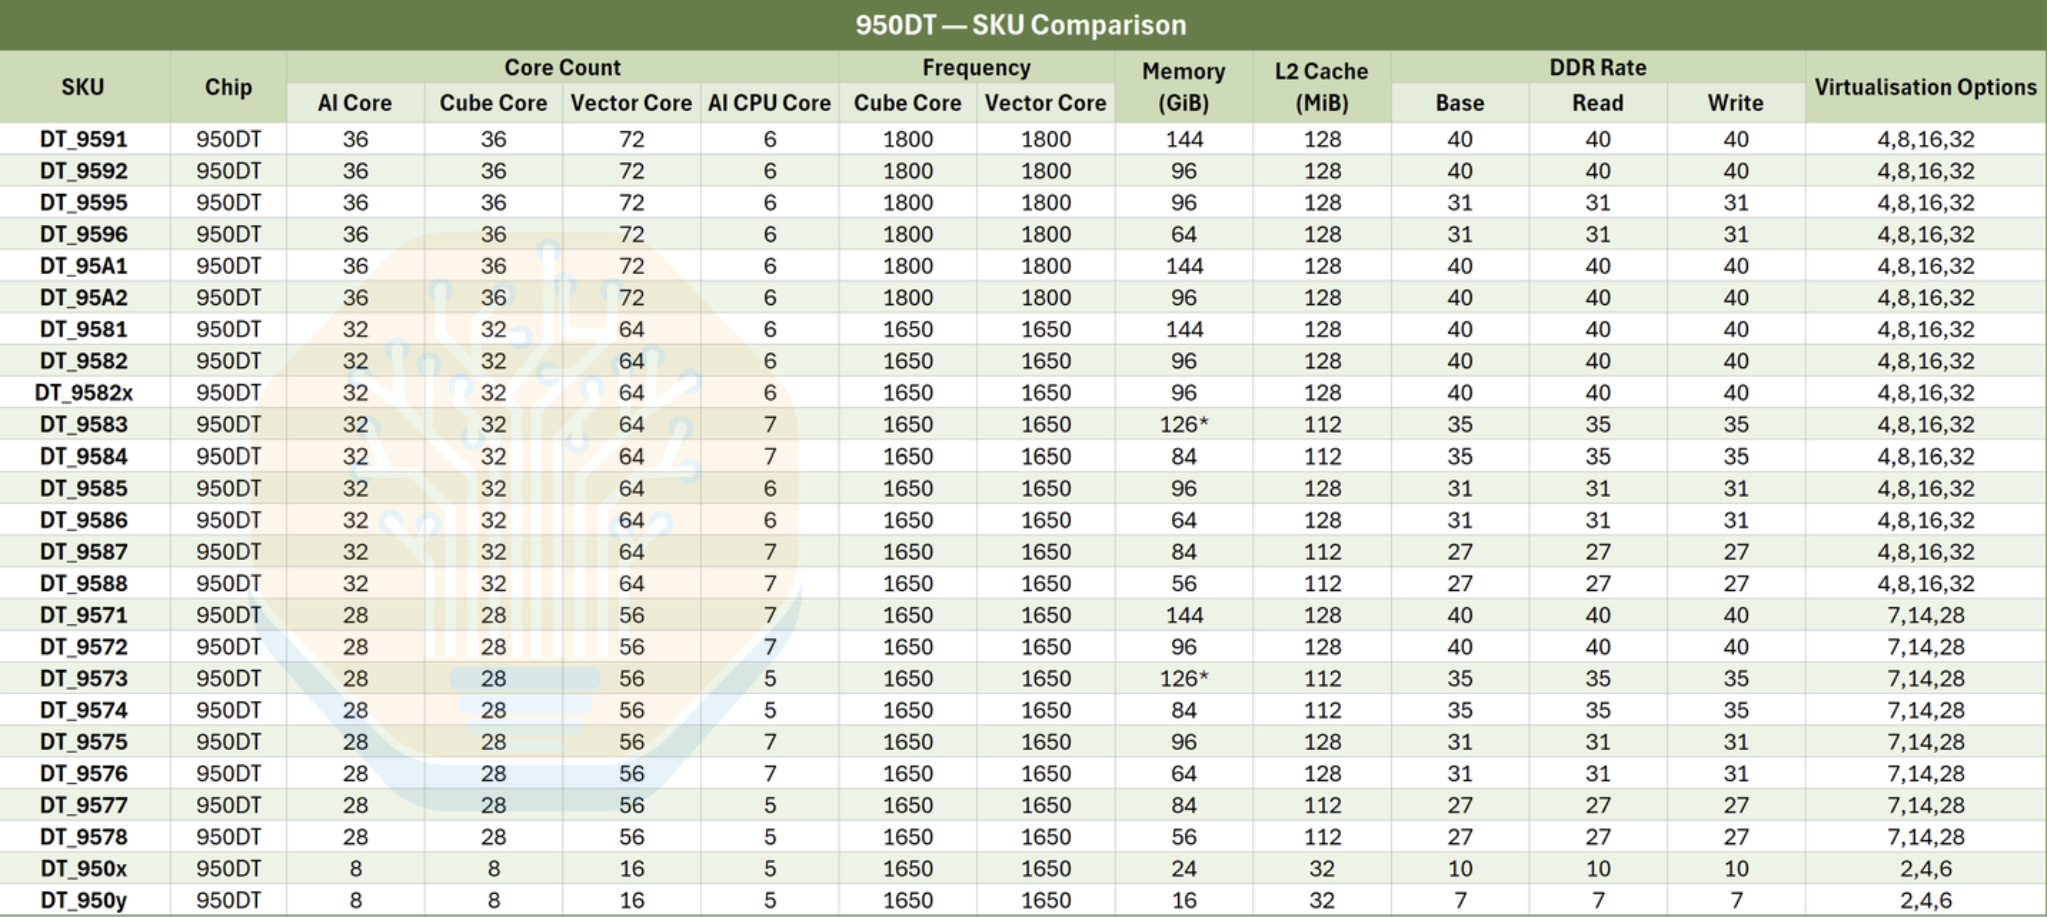 950DT — SKU Comparison
SKU Chip Core Count Frequency Memory (GiB) L2 Cache (MiB) DDR Rate Virtualisation Options
AI Core Cube Core Vector Core AI CPU Core Cube Core Vector Core Base Read Write
DT_9591 950DT 36 36 72 6 1800 1800 144 128 40 40 40 4,8,16,32
DT_9592 950DT 36 36 72 6 1800 1800 96 128 40 40 40 4,8,16,32
DT_9595 950DT 36 36 72 6 1800 1800 96 128 31 31 31 4,8,16,32
DT_9596 950DT 36 36 72 6 1800 1800 64 128 31 31 31 4,8,16,32
DT_95A1 950DT 36 36 72 6 1800 1800 144 128 40 40 40 4,8,16,32
DT_95A2 950DT 36 36 72 6 1800 1800 96 128 40 40 40 4,8,16,32
DT_9581 950DT 32 32 64 6 1650 1650 144 128 40 40 40 4,8,16,32
DT_9582 950DT 32 32 64 6 1650 1650 96 128 40 40 40 4,8,16,32
DT_9582x 950DT 32 32 64 6 1650 1650 96 128 40 40 40 4,8,16,32
DT_9583 950DT 32 32 64 7 1650 1650 126* 112 35 35 35 4,8,16,32
DT_9584 950DT 32 32 64 7 1650 1650 84 112 35 35 35 4,8,16,32
DT_9585 950DT 32 32 64 6 1650 1650 96 128 31 31 31 4,8,16,32
DT_9586 950DT 32 32 64 6 1650 1650 64 128 31 31 31 4,8,16,32
DT_9587 950DT 32 32 64 7 1650 1650 84 112 27 27 27 4,8,16,32
DT_9588 950DT 32 32 64 7 1650 1650 56 112 27 27 27 4,8,16,32
DT_9571 950DT 28 28 56 7 1650 1650 144 128 40 40 40 7,14,28
DT_9572 950DT 28 28 56 7 1650 1650 96 128 40 40 40 7,14,28
DT_9573 950DT 28 28 56 5 1650 1650 126* 112 35 35 35 7,14,28
DT_9574 950DT 28 28 56 5 1650 1650 84 112 35 35 35 7,14,28
DT_9575 950DT 28 28 56 7 1650 1650 96 128 31 31 31 7,14,28
DT_9576 950DT 28 28 56 7 1650 1650 64 128 31 31 31 7,14,28
DT_9577 950DT 28 28 56 5 1650 1650 84 112 27 27 27 7,14,28
DT_9578 950DT 28 28 56 5 1650 1650 56 112 27 27 27 7,14,28
DT_950x 950DT 8 8 16 5 1650 1650 24 32 10 10 10 2,4,6
DT_950y 950DT 8 8 16 5 1650 1650 16 32 7 7 7 2,4,6